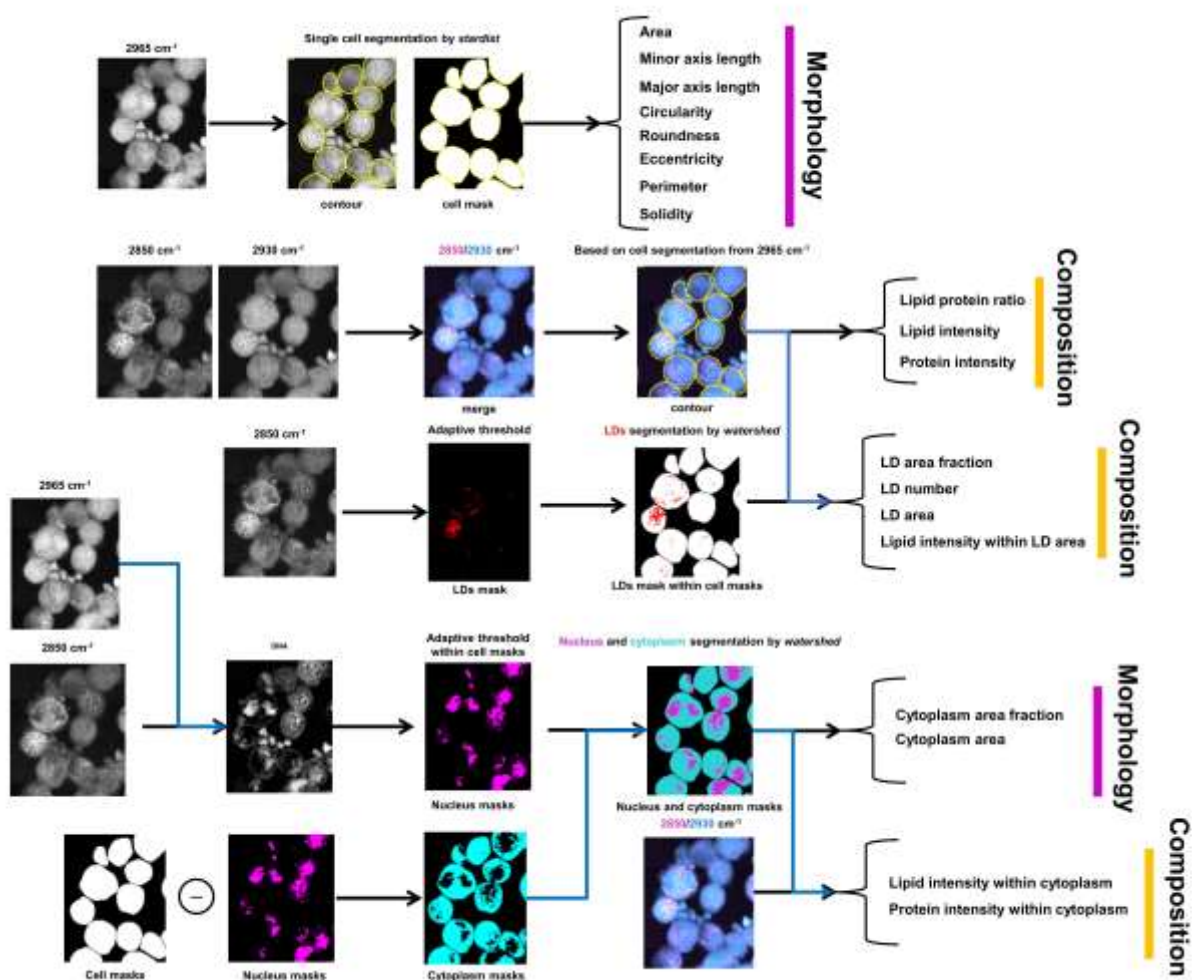 2965 cm⁻¹
Single cell segmentation by stardist
contour
cell mask
Area
Minor axis length
Major axis length
Circularity
Roundness
Eccentricity
Perimeter
Solidity
Morphology
2850 cm⁻¹
2930 cm⁻¹
2850/2930 cm⁻¹
Based on cell segmentation from 2965 cm⁻¹
merge
contour
Lipid protein ratio
Lipid intensity
Protein intensity
Composition
2850 cm⁻¹
Adaptive threshold
LDs segmentation by watershed
LDs mask
LDs mask within cell masks
LD area fraction
LD number
LD area
Lipid intensity within LD area
Composition
2965 cm⁻¹
2850 cm⁻¹
DNA
Adaptive threshold
within cell masks
Nucleus and cytoplasm segmentation by watershed
Nucleus masks
Nucleus and cytoplasm masks
Cytoplasm area fraction
Cytoplasm area
Morphology
2850/2930 cm⁻¹
Cell masks
−
Nucleus masks
Cytoplasm masks
Lipid intensity within cytoplasm
Protein intensity within cytoplasm
Composition